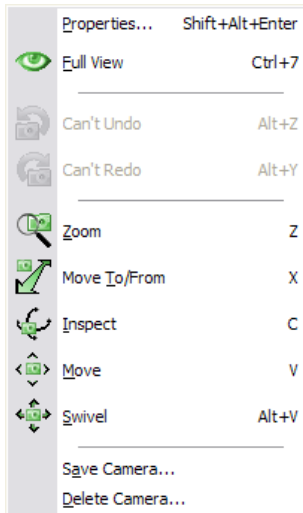 Properties... Shift+Alt+Enter
Full View Ctrl+7
Can't Undo Alt+Z
Can't Redo Alt+Y
Zoom Z
Move To/From X
Inspect C
Move V
Swivel Alt+V
Save Camera...
Delete Camera...